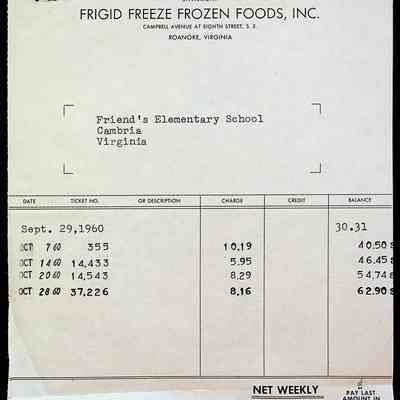 FRIGID FREEZE FROZEN FOODS, INC.
CAMPBELL AVENUE AT EIGHTH STREET, S. E.
ROANOKE, VIRGINIA
Friend's Elementary School
Cambria
Virginia
DATE TICKET NO. OR DESCRIPTION CHARGE CREDIT BALANCE
Sept. 29,1960 30.31
OCT 7 60 355 10.19 40.50
OCT 14 60 14,433 5.95 46.45
OCT 20 60 14,543 8.29 54.74
OCT 28 60 37,226 8.16 62.90
NET WEEKLY
PAY LAST
AMOUNT IN